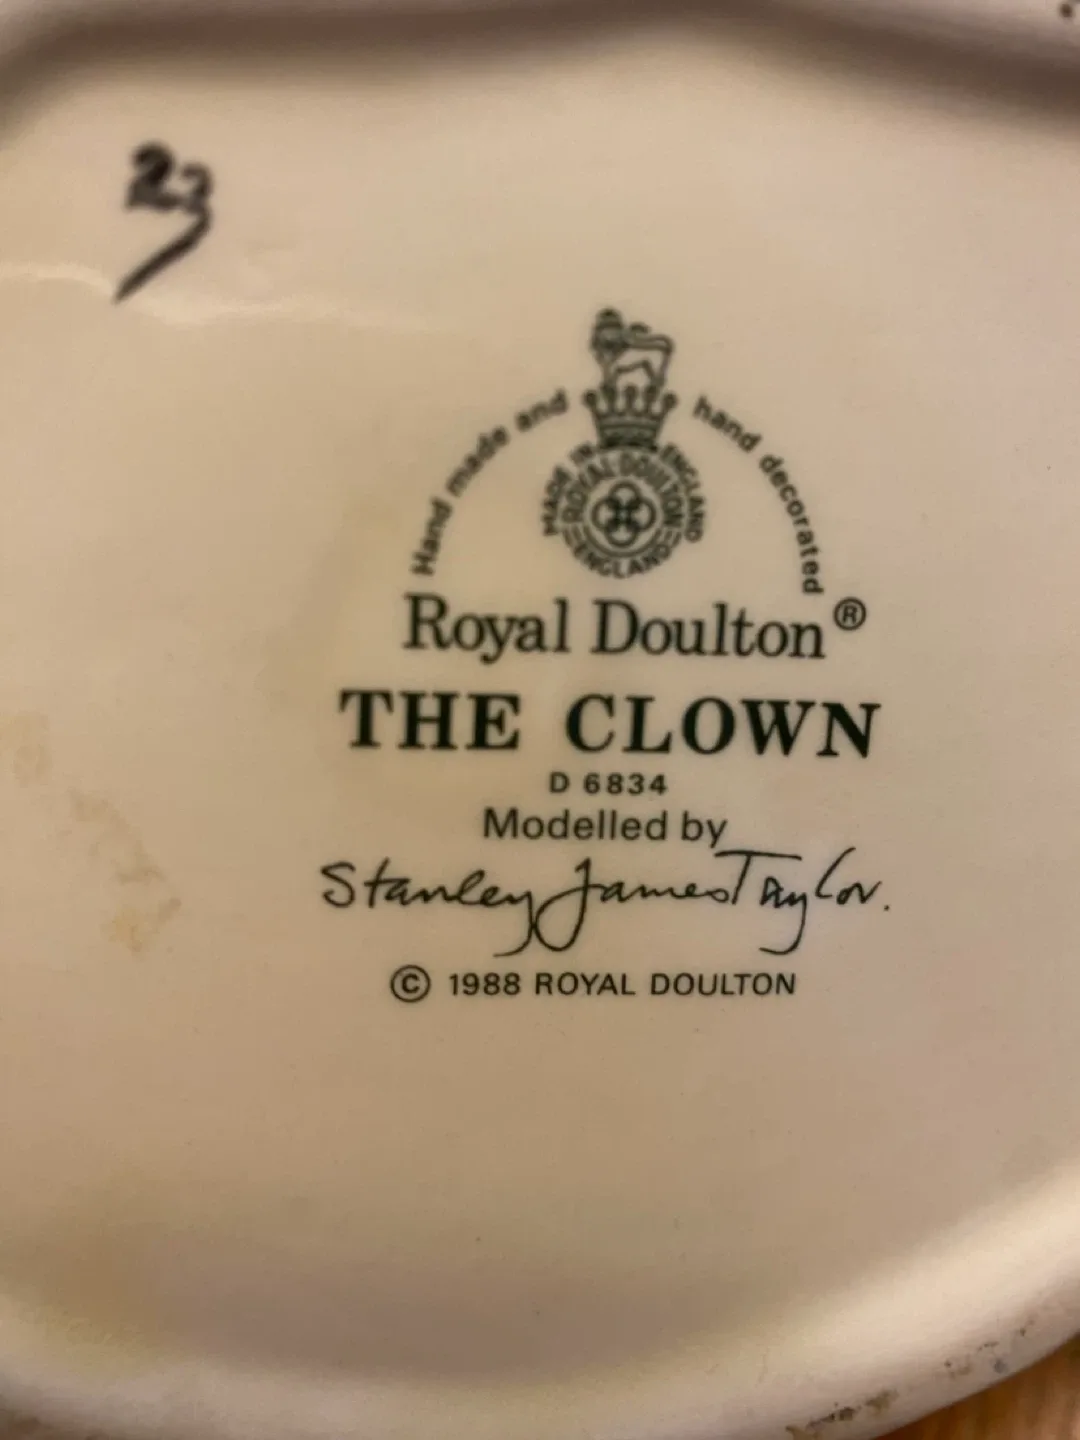 23
Hand made and hand decorated
MADE IN ENGLAND
ROYAL DOULTON
ENGLAND
Royal Doulton®
THE CLOWN
D 6834
Modelled by
Stanley James Taylor.
© 1988 ROYAL DOULTON